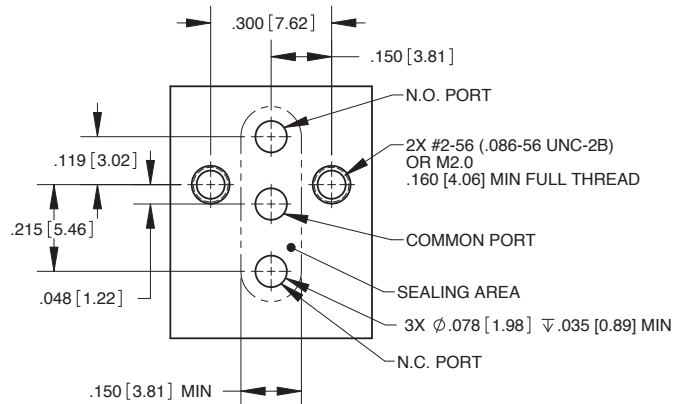 .300 [7.62]
.150 [3.81]
N.O. PORT
2X #2-56 (.086-56 UNC-2B)
OR M2.0
.160 [4.06] MIN FULL THREAD
.119 [3.02]
.215 [5.46]
COMMON PORT
.048 [1.22]
SEALING AREA
3X ⌀.078 [1.98] ↧.035 [0.89] MIN
N.C. PORT
.150 [3.81] MIN